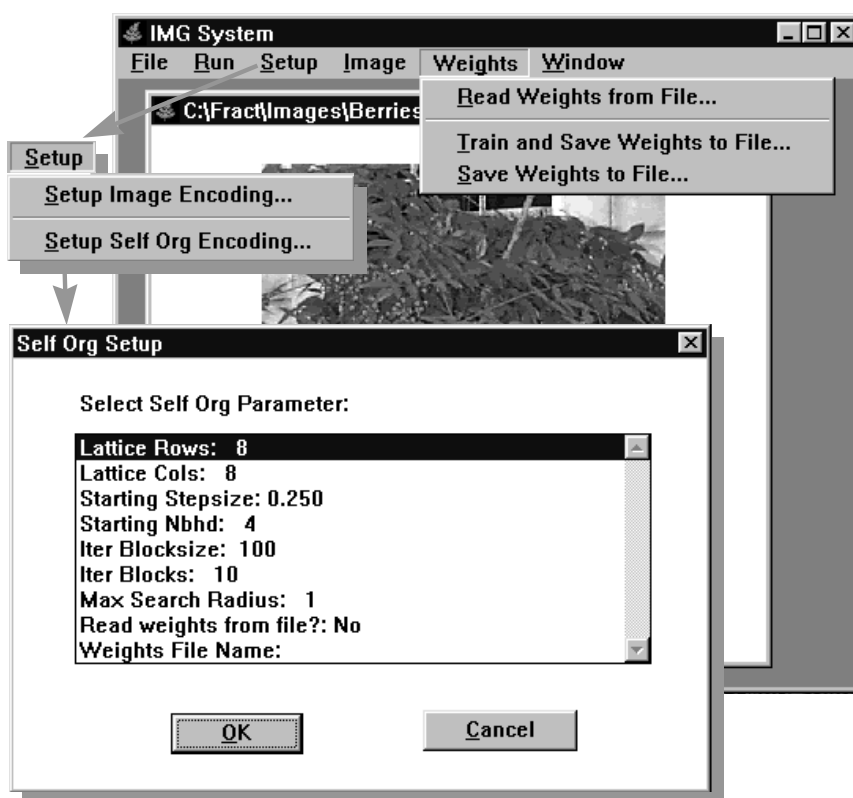 IMG System
File Run Setup Image Weights Window
Read Weights from File...
C:\Fract\Images\Berries
Train and Save Weights to File...
Save Weights to File...
Setup
Setup Image Encoding...
Setup Self Org Encoding...
Self Org Setup
Select Self Org Parameter:
Lattice Rows: 8
Lattice Cols: 8
Starting Stepsize: 0.250
Starting Nbhd: 4
Iter Blocksize: 100
Iter Blocks: 10
Max Search Radius: 1
Read weights from file?: No
Weights File Name:
OK Cancel